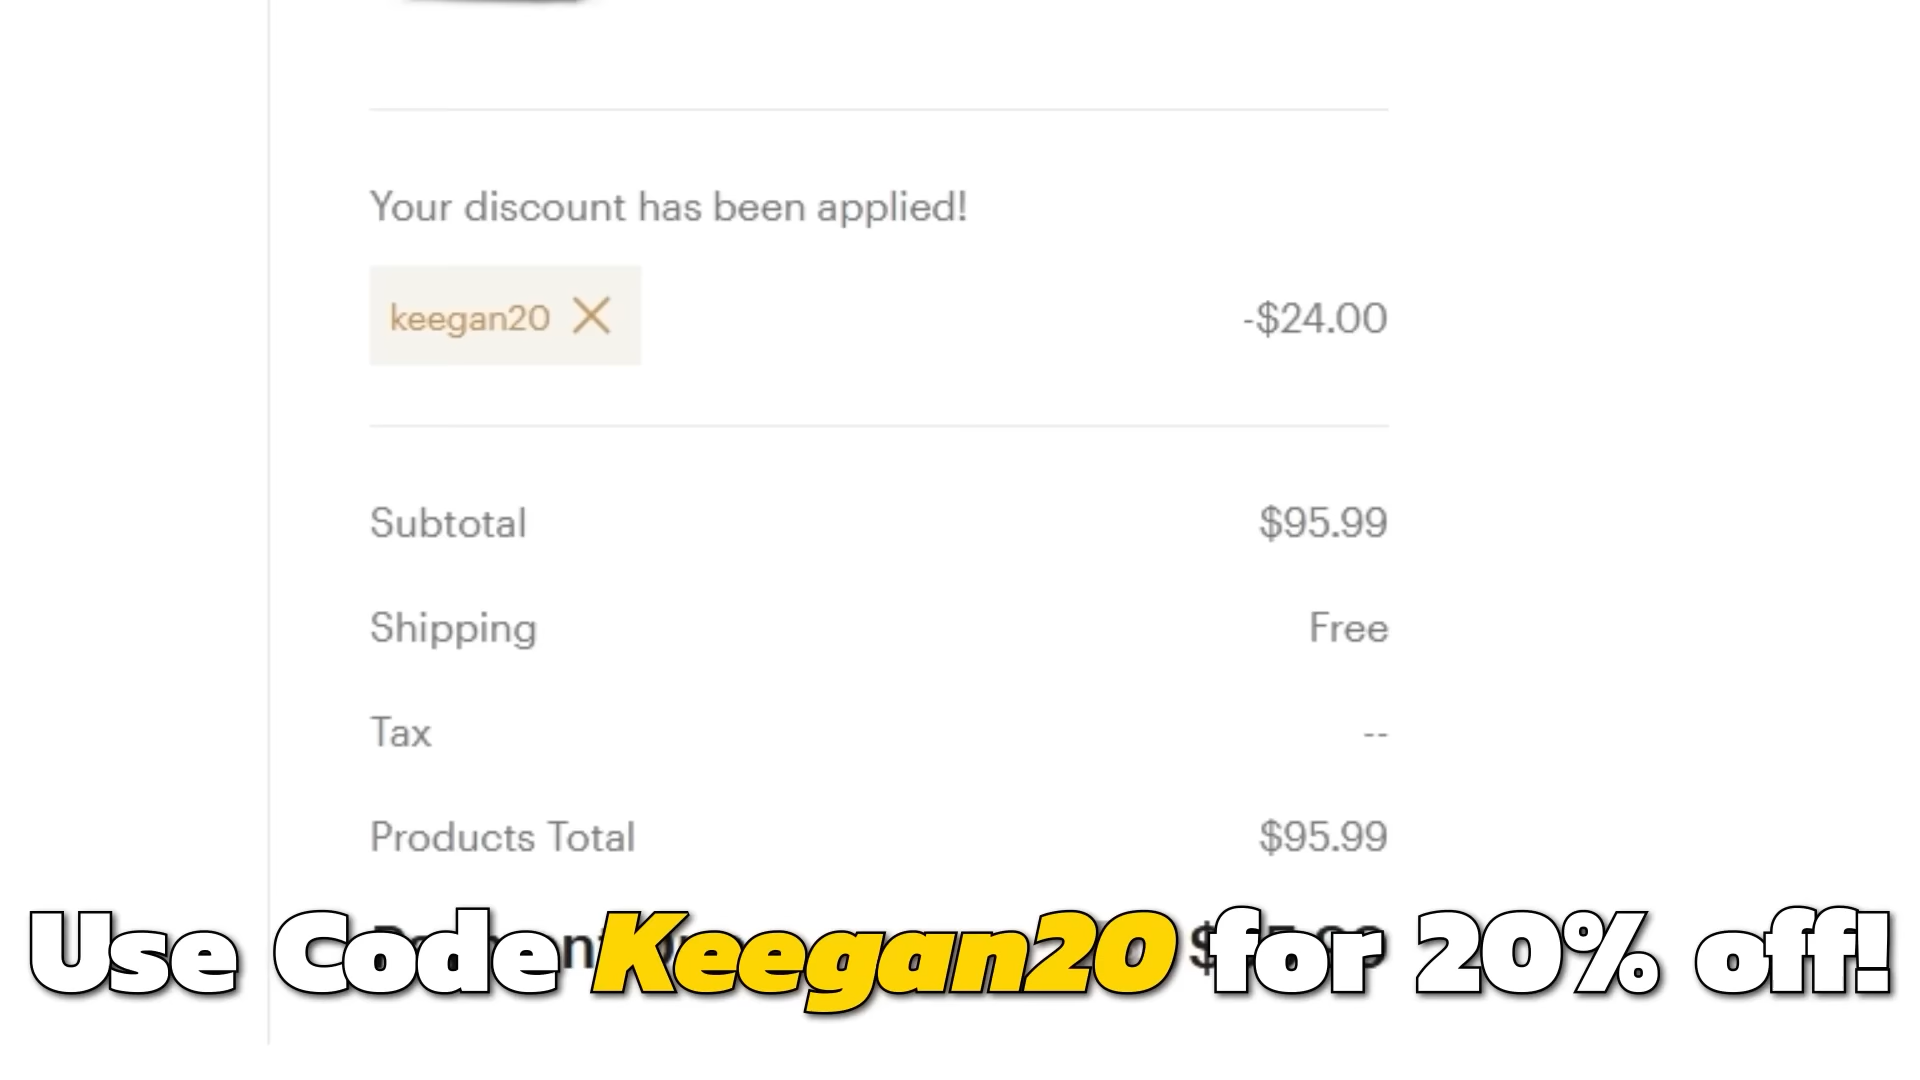 Your discount has been applied!
keegan20 -$24.00
Subtotal $95.99
Shipping Free
Tax --
Products Total $95.99
Use Code Keegan20 for 20% off!